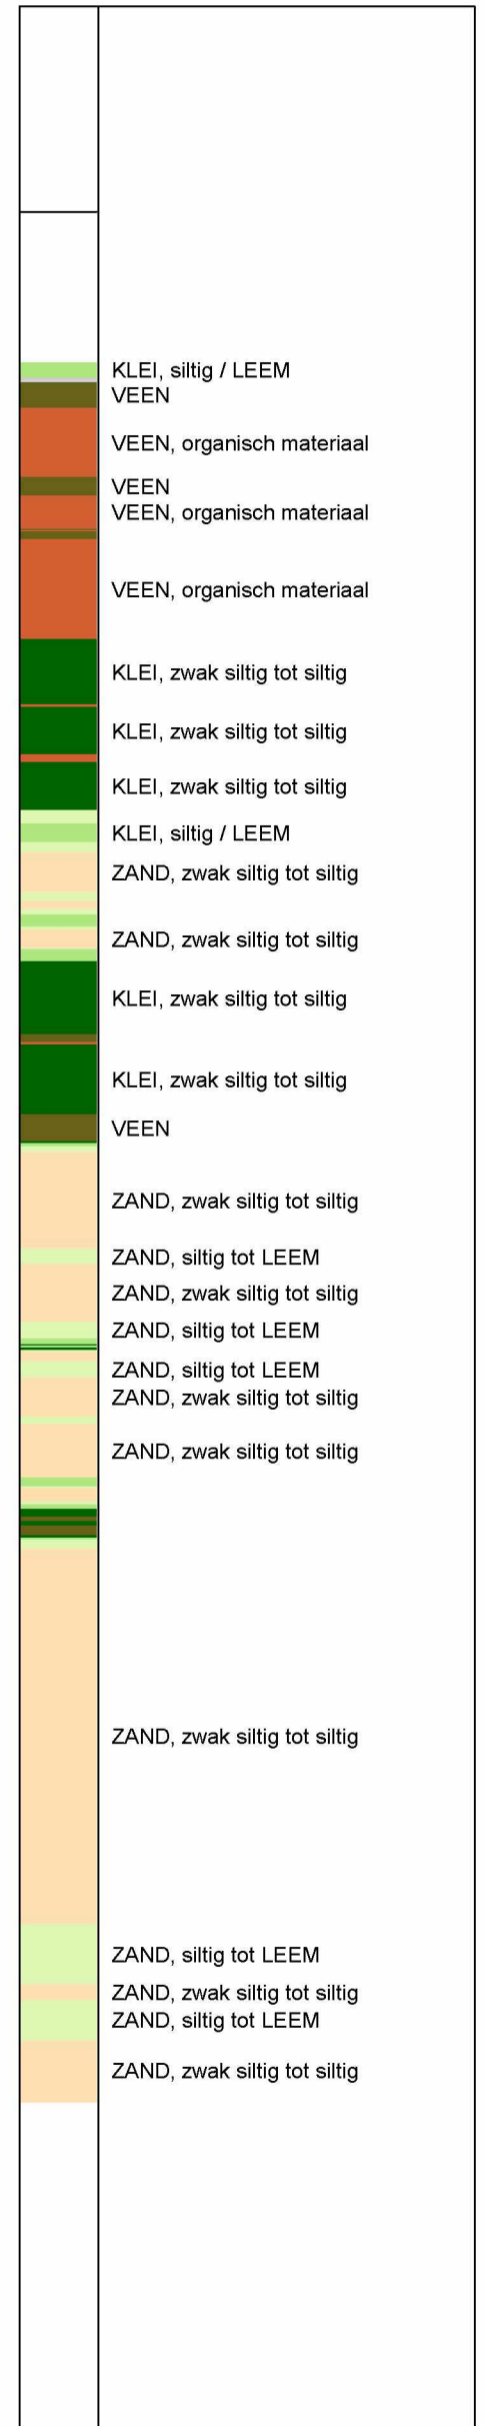 KLEI, siltig / LEEM
VEEN
VEEN, organisch materiaal
VEEN
VEEN, organisch materiaal
VEEN, organisch materiaal
KLEI, zwak siltig tot siltig
KLEI, zwak siltig tot siltig
KLEI, zwak siltig tot siltig
KLEI, siltig / LEEM
ZAND, zwak siltig tot siltig
ZAND, zwak siltig tot siltig
KLEI, zwak siltig tot siltig
KLEI, zwak siltig tot siltig
VEEN
ZAND, zwak siltig tot siltig
ZAND, siltig tot LEEM
ZAND, zwak siltig tot siltig
ZAND, siltig tot LEEM
ZAND, siltig tot LEEM
ZAND, zwak siltig tot siltig
ZAND, zwak siltig tot siltig
ZAND, zwak siltig tot siltig
ZAND, siltig tot LEEM
ZAND, zwak siltig tot siltig
ZAND, siltig tot LEEM
ZAND, zwak siltig tot siltig